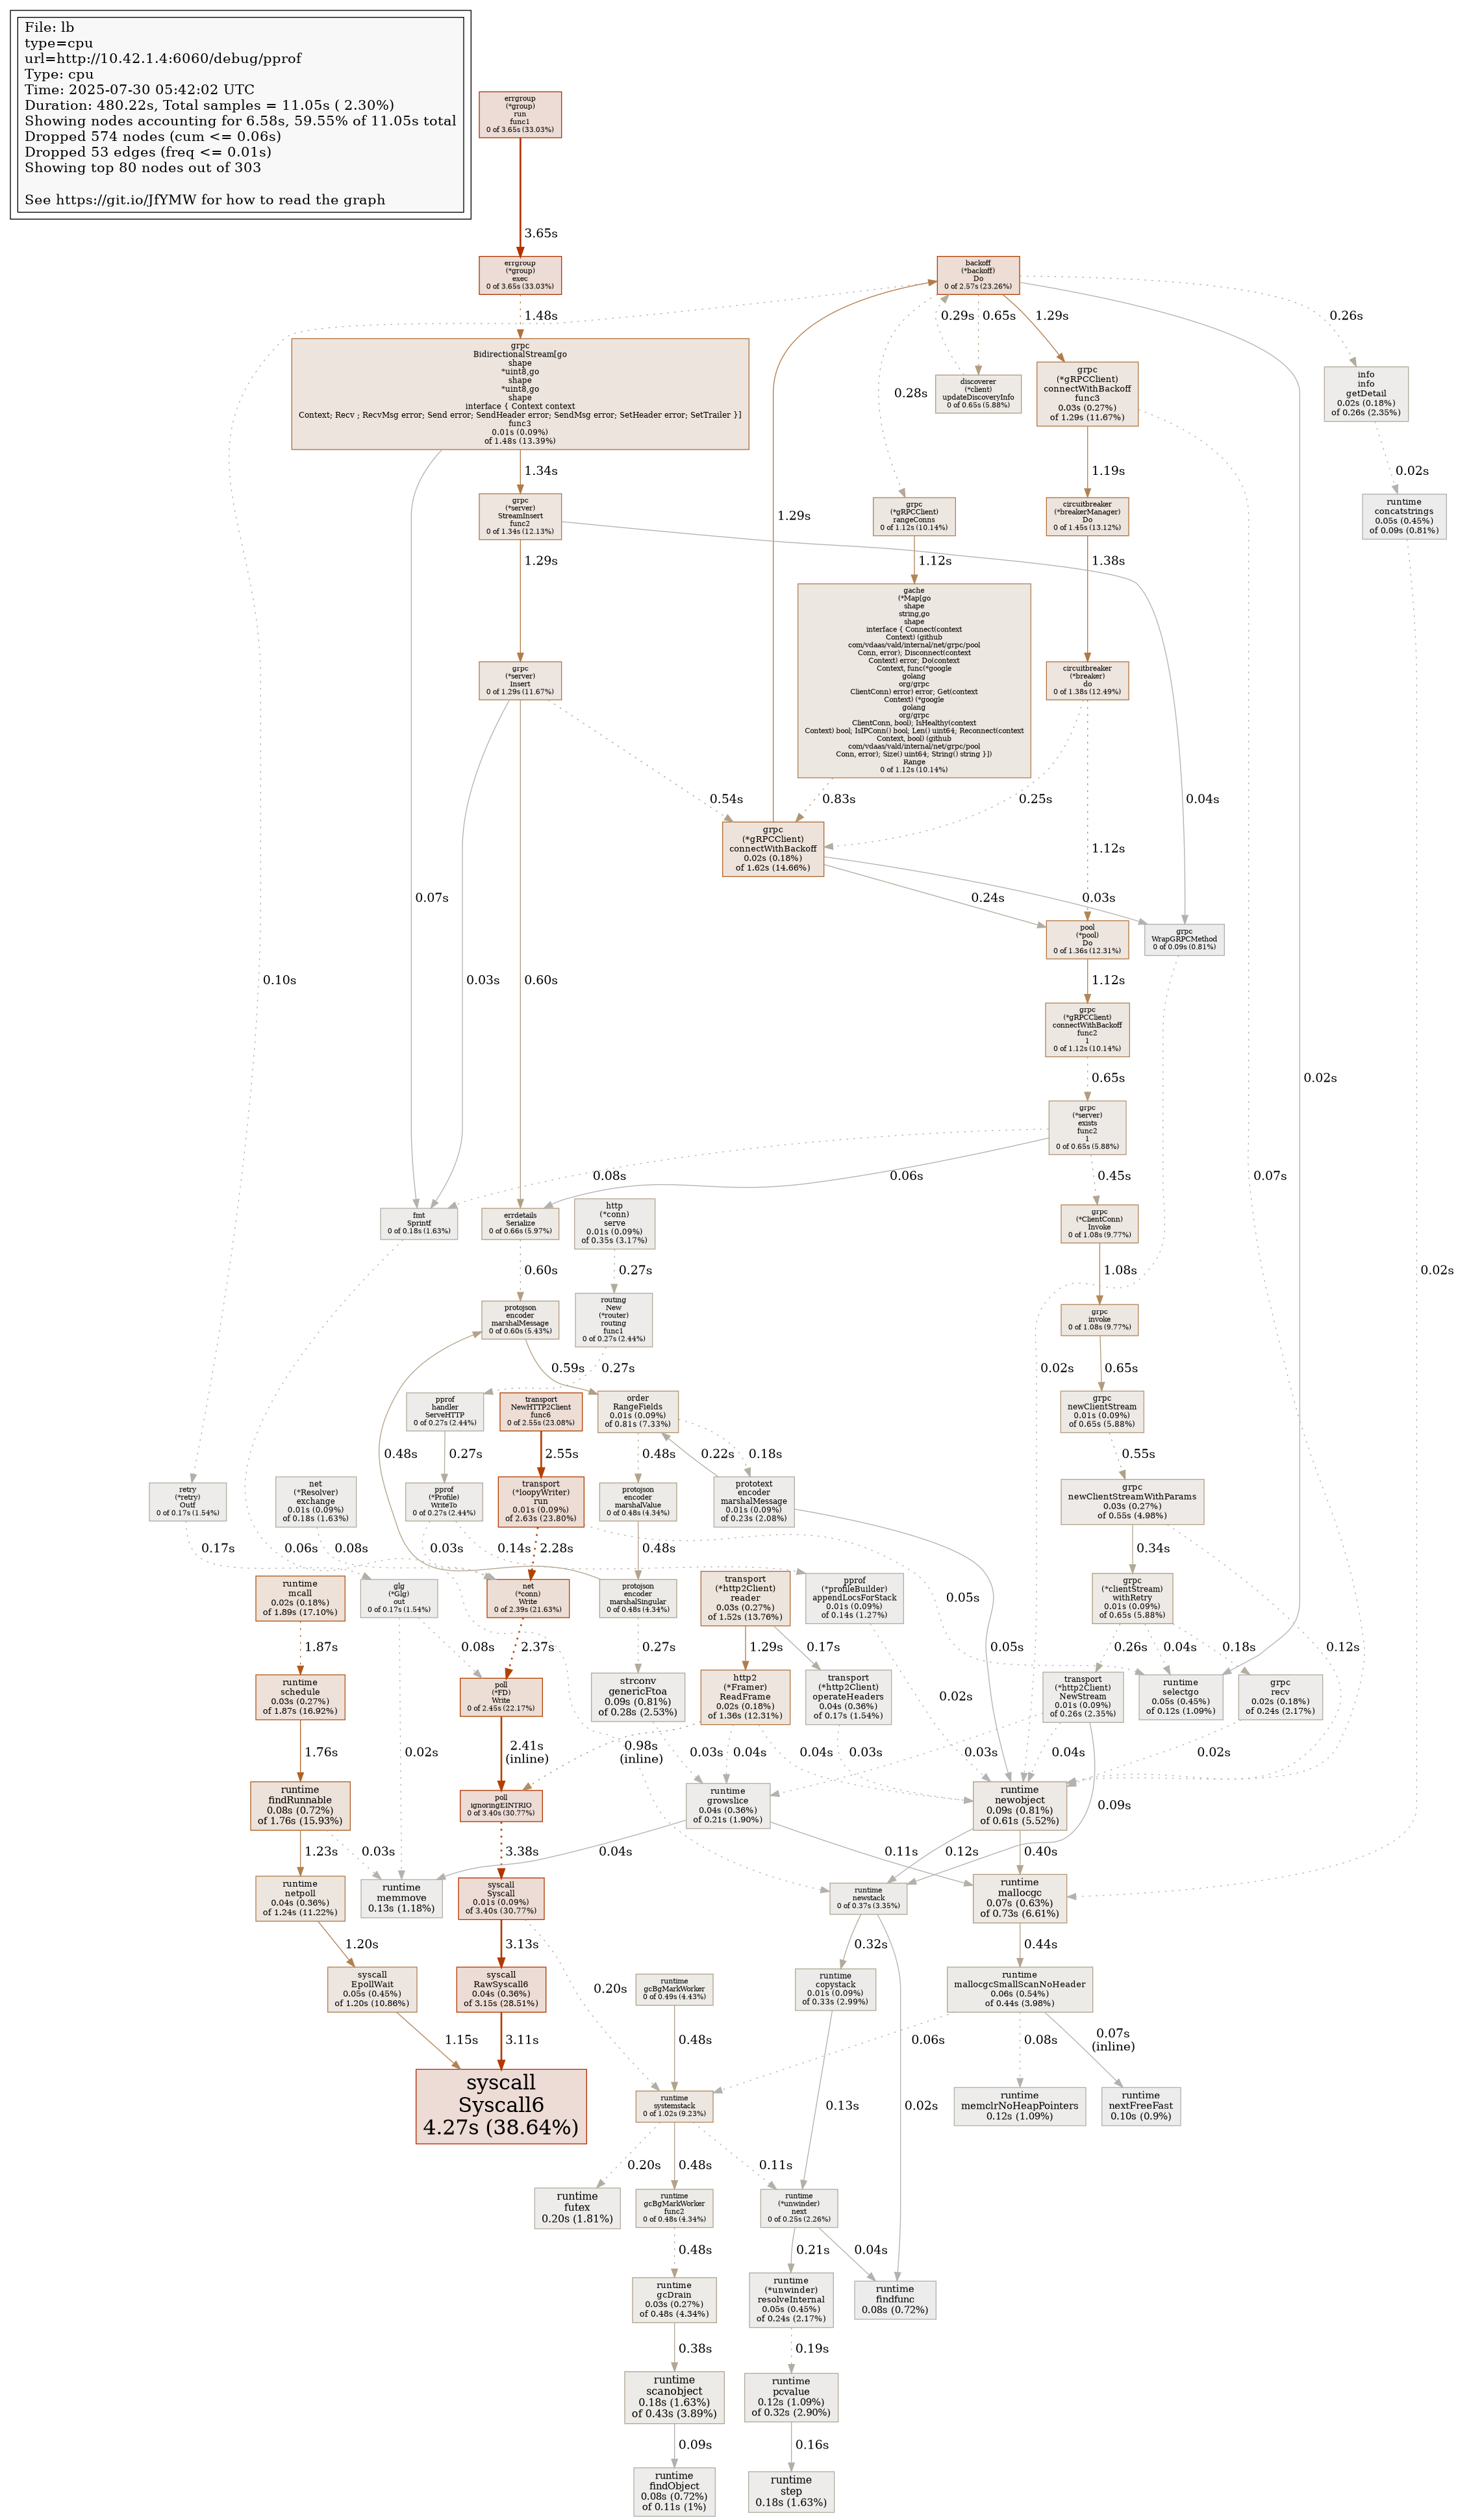 File: lb
type=cpu
url=http://10.42.1.4:6060/debug/pprof
Type: cpu
Time: 2025-07-30 05:42:02 UTC
Duration: 480.22s, Total samples = 11.05s ( 2.30%)
Showing nodes accounting for 6.58s, 59.55% of 11.05s total
Dropped 574 nodes (cum <= 0.06s)
Dropped 53 edges (freq <= 0.01s)
Showing top 80 nodes out of 303
See https://git.io/JfYMW for how to read the graph
errgroup
(*group)
run
func1
0 of 3.65s (33.03%)
3.65s
errgroup
(*group)
exec
0 of 3.65s (33.03%)
backoff
(*backoff)
Do
0 of 2.57s (23.26%)
1.48s
0.29s
0.65s
1.29s
0.26s
grpc
BidirectionalStream[go
shape
*uint8,go
shape
*uint8,go
shape
interface { Context context
Context; Recv ; RecvMsg error; Send error; SendHeader error; SendMsg error; SetHeader error; SetTrailer }]
func3
0.01s (0.09%)
of 1.48s (13.39%)
0.28s
discoverer
(*client)
updateDiscoveryInfo
0 of 0.65s (5.88%)
grpc
(*gRPCClient)
connectWithBackoff
func3
0.03s (0.27%)
of 1.29s (11.67%)
info
info
getDetail
0.02s (0.18%)
of 0.26s (2.35%)
1.34s
1.19s
0.02s
grpc
(*server)
StreamInsert
func2
0 of 1.34s (12.13%)
1.29s
grpc
(*gRPCClient)
rangeConns
0 of 1.12s (10.14%)
circuitbreaker
(*breakerManager)
Do
0 of 1.45s (13.12%)
runtime
concatstrings
0.05s (0.45%)
of 0.09s (0.81%)
1.29s
1.12s
1.38s
gache
(*Map[go
shape
string,go
shape
interface { Connect(context
Context) (github
com/vdaas/vald/internal/net/grpc/pool
Conn, error); Disconnect(context
Context) error; Do(context
Context, func(*google
golang
org/grpc
ClientConn) error) error; Get(context
Context) (*google
golang
org/grpc
ClientConn, bool); IsHealthy(context
Context) bool; IsIPConn() bool; Len() uint64; Reconnect(context
Context, bool) (github
com/vdaas/vald/internal/net/grpc/pool
Conn, error); Size() uint64; String() string }])
Range
0 of 1.12s (10.14%)
grpc
(*server)
Insert
0 of 1.29s (11.67%)
circuitbreaker
(*breaker)
do
0 of 1.38s (12.49%)
0.54s
0.83s
0.25s
0.04s
grpc
(*gRPCClient)
connectWithBackoff
0.02s (0.18%)
of 1.62s (14.66%)
1.12s
0.07s
0.24s
0.03s
pool
(*pool)
Do
0 of 1.36s (12.31%)
grpc
WrapGRPCMethod
0 of 0.09s (0.81%)
0.10s
0.03s
0.60s
1.12s
grpc
(*gRPCClient)
connectWithBackoff
func2
1
0 of 1.12s (10.14%)
0.65s
0.02s
grpc
(*server)
exists
func2
1
0 of 0.65s (5.88%)
0.08s
0.06s
0.45s
0.07s
fmt
Sprintf
0 of 0.18s (1.63%)
errdetails
Serialize
0 of 0.66s (5.97%)
http
(*conn)
serve
0.01s (0.09%)
of 0.35s (3.17%)
grpc
(*ClientConn)
Invoke
0 of 1.08s (9.77%)
0.60s
0.27s
1.08s
0.02s
protojson
encoder
marshalMessage
0 of 0.60s (5.43%)
routing
New
(*router)
routing
func1
0 of 0.27s (2.44%)
grpc
invoke
0 of 1.08s (9.77%)
0.59s
0.27s
0.02s
0.65s
pprof
handler
ServeHTTP
0 of 0.27s (2.44%)
transport
NewHTTP2Client
func6
0 of 2.55s (23.08%)
order
RangeFields
0.01s (0.09%)
of 0.81s (7.33%)
grpc
newClientStream
0.01s (0.09%)
of 0.65s (5.88%)
0.48s
0.27s
2.55s
0.48s
0.22s
0.18s
0.55s
retry
(*retry)
Outf
0 of 0.17s (1.54%)
net
(*Resolver)
exchange
0.01s (0.09%)
of 0.18s (1.63%)
pprof
(*Profile)
WriteTo
0 of 0.27s (2.44%)
transport
(*loopyWriter)
run
0.01s (0.09%)
of 2.63s (23.80%)
protojson
encoder
marshalValue
0 of 0.48s (4.34%)
prototext
encoder
marshalMessage
0.01s (0.09%)
of 0.23s (2.08%)
grpc
newClientStreamWithParams
0.03s (0.27%)
of 0.55s (4.98%)
0.17s
0.06s
0.08s
0.03s
0.14s
2.28s
0.48s
0.34s
runtime
mcall
0.02s (0.18%)
of 1.89s (17.10%)
glg
(*Glg)
out
0 of 0.17s (1.54%)
net
(*conn)
Write
0 of 2.39s (21.63%)
protojson
encoder
marshalSingular
0 of 0.48s (4.34%)
transport
(*http2Client)
reader
0.03s (0.27%)
of 1.52s (13.76%)
pprof
(*profileBuilder)
appendLocsForStack
0.01s (0.09%)
of 0.14s (1.27%)
0.05s
grpc
(*clientStream)
withRetry
0.01s (0.09%)
of 0.65s (5.88%)
1.87s
0.08s
2.37s
0.27s
1.29s
0.17s
0.05s
0.26s
0.04s
0.18s
0.12s
runtime
schedule
0.03s (0.27%)
of 1.87s (16.92%)
poll
(*FD)
Write
0 of 2.45s (22.17%)
strconv
genericFtoa
0.09s (0.81%)
of 0.28s (2.53%)
http2
(*Framer)
ReadFrame
0.02s (0.18%)
of 1.36s (12.31%)
transport
(*http2Client)
operateHeaders
0.04s (0.36%)
of 0.17s (1.54%)
0.02s
transport
(*http2Client)
NewStream
0.01s (0.09%)
of 0.26s (2.35%)
runtime
selectgo
0.05s (0.45%)
of 0.12s (1.09%)
grpc
recv
0.02s (0.18%)
of 0.24s (2.17%)
1.76s
0.02s
2.41s
(inline)
0.98s
(inline)
0.03s
0.04s
0.04s
0.03s
0.03s
0.04s
0.02s
runtime
findRunnable
0.08s (0.72%)
of 1.76s (15.93%)
poll
ignoringEINTRIO
0 of 3.40s (30.77%)
runtime
growslice
0.04s (0.36%)
of 0.21s (1.90%)
runtime
newobject
0.09s (0.81%)
of 0.61s (5.52%)
0.09s
1.23s
0.03s
3.38s
0.04s
0.11s
0.12s
0.40s
runtime
netpoll
0.04s (0.36%)
of 1.24s (11.22%)
runtime
memmove
0.13s (1.18%)
syscall
Syscall
0.01s (0.09%)
of 3.40s (30.77%)
runtime
newstack
0 of 0.37s (3.35%)
runtime
mallocgc
0.07s (0.63%)
of 0.73s (6.61%)
1.20s
3.13s
0.20s
0.32s
0.44s
syscall
EpollWait
0.05s (0.45%)
of 1.20s (10.86%)
syscall
RawSyscall6
0.04s (0.36%)
of 3.15s (28.51%)
runtime
gcBgMarkWorker
0 of 0.49s (4.43%)
runtime
copystack
0.01s (0.09%)
of 0.33s (2.99%)
runtime
mallocgcSmallScanNoHeader
0.06s (0.54%)
of 0.44s (3.98%)
1.15s
3.11s
0.48s
0.06s
0.08s
0.07s
(inline)
syscall
Syscall6
4.27s (38.64%)
runtime
systemstack
0 of 1.02s (9.23%)
0.13s
0.02s
runtime
memclrNoHeapPointers
0.12s (1.09%)
runtime
nextFreeFast
0.10s (0.9%)
0.20s
0.48s
0.11s
runtime
futex
0.20s (1.81%)
runtime
gcBgMarkWorker
func2
0 of 0.48s (4.34%)
runtime
(*unwinder)
next
0 of 0.25s (2.26%)
0.48s
0.21s
0.04s
runtime
gcDrain
0.03s (0.27%)
of 0.48s (4.34%)
runtime
(*unwinder)
resolveInternal
0.05s (0.45%)
of 0.24s (2.17%)
runtime
findfunc
0.08s (0.72%)
0.38s
0.19s
runtime
scanobject
0.18s (1.63%)
of 0.43s (3.89%)
runtime
pcvalue
0.12s (1.09%)
of 0.32s (2.90%)
0.09s
0.16s
runtime
findObject
0.08s (0.72%)
of 0.11s (1%)
runtime
step
0.18s (1.63%)